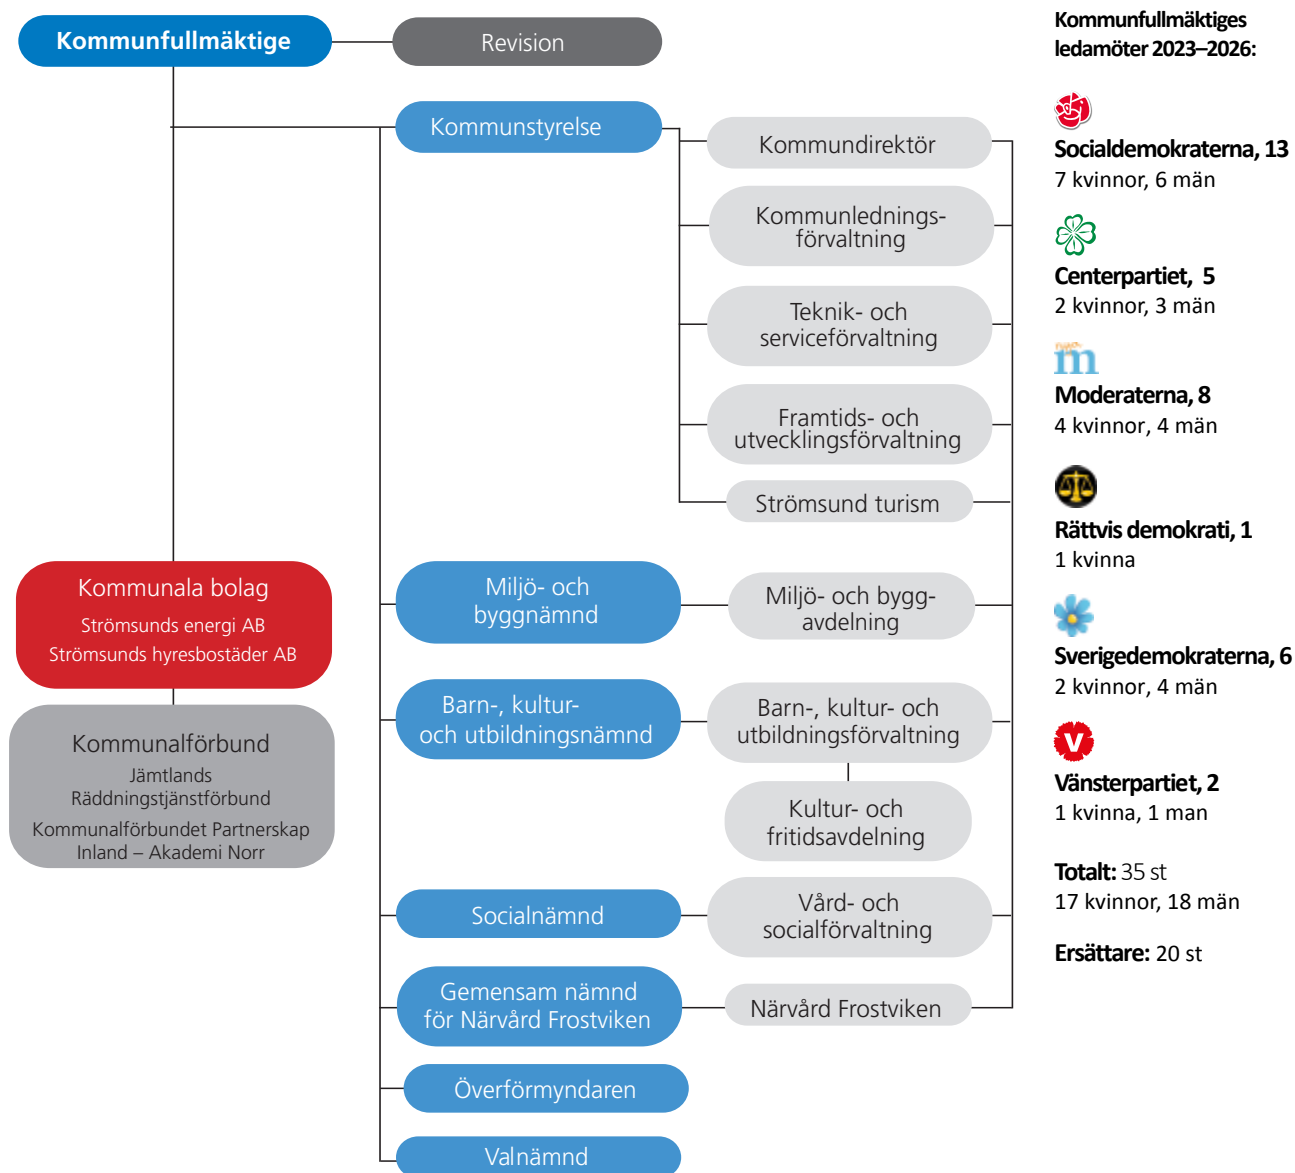 Kommunfullmäktige
Revision
Kommunstyrelse
Kommundirektör
Kommunlednings-
förvaltning
Teknik- och
serviceförvaltning
Framtids- och
utvecklingsförvaltning
Strömsund turism
Kommunala bolag
Strömsunds energi AB
Strömsunds hyresbostäder AB
Miljö- och
byggnämnd
Miljö- och bygg-
avdelning
Kommunalförbund
Jämtlands
Räddningstjänstförbund
Kommunalförbundet Partnerskap
Inland – Akademi Norr
Barn-, kultur-
och utbildningsnämnd
Barn-, kultur- och
utbildningsförvaltning
Kultur- och
fritidsavdelning
Socialnämnd
Vård- och
socialförvaltning
Gemensam nämnd
för Närvård Frostviken
Närvård Frostviken
Överförmyndaren
Valnämnd
Kommunfullmäktiges
ledamöter 2023–2026:
Socialdemokraterna, 13
7 kvinnor, 6 män
Centerpartiet, 5
2 kvinnor, 3 män
m
Moderaterna, 8
4 kvinnor, 4 män
Rättvis demokrati, 1
1 kvinna
Sverigedemokraterna, 6
2 kvinnor, 4 män
V
Vänsterpartiet, 2
1 kvinna, 1 man
Totalt: 35 st
17 kvinnor, 18 män
Ersättare: 20 st